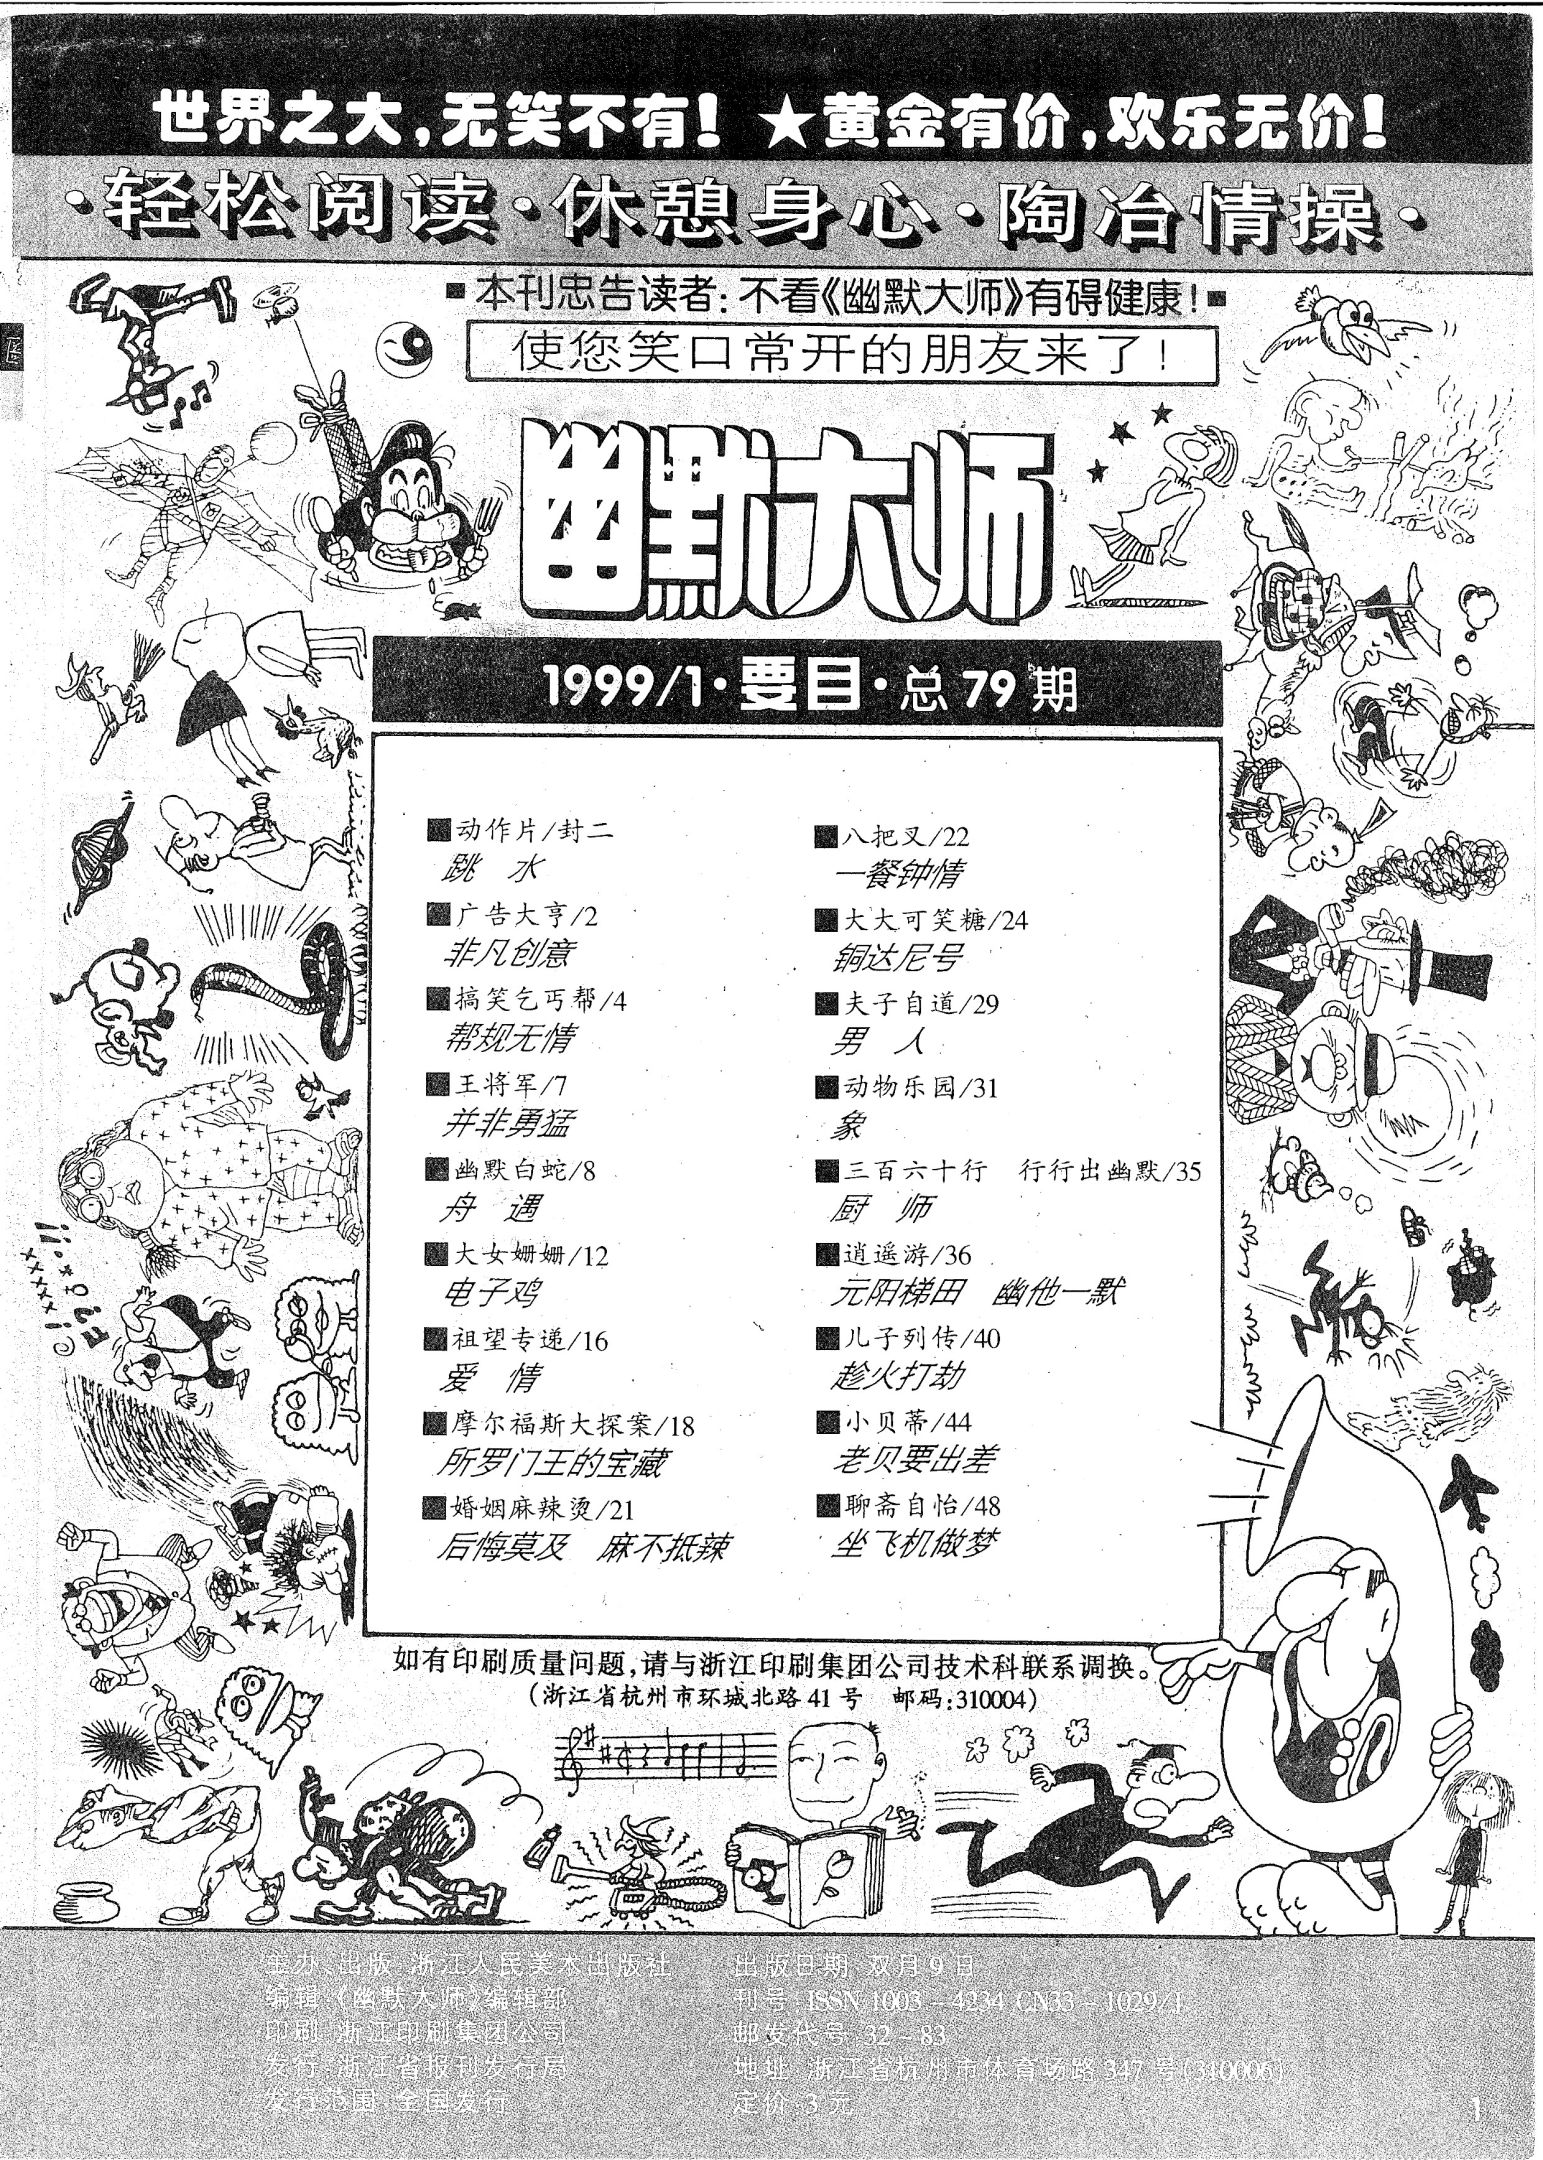 世界之大,无笑不有! ★黄金有价,欢乐无价!
·轻松阅读·休憩身心·陶冶情操·
■本刊忠告读者:不看《幽默大师》有碍健康!■
使您笑口常开的朋友来了!
幽默大师
1999/1·要目·总79期
■动作片/封二
跳 水
■广告大亨/2
非凡创意
■搞笑乞丐帮/4
帮规无情
■王将军/7
并非勇猛
■幽默白蛇/8
舟 遇
■大女姗姗/12
电子鸡
■祖望专递/16
爱 情
■摩尔福斯大探案/18
所罗门王的宝藏
■婚姻麻辣烫/21
后悔莫及 麻不抵辣
■八把叉/22
一餐钟情
■大大可笑糖/24
铜达尼号
■夫子自道/29
男 人
■动物乐园/31
象
■三百六十行 行行出幽默/35
厨 师
■逍遥游/36
元阳梯田 幽他一默
■儿子列传/40
趁火打劫
■小贝蒂/44
老贝要出差
■聊斋自怡/48
坐飞机做梦
如有印刷质量问题,请与浙江印刷集团公司技术科联系调换。
(浙江省杭州市环城北路41号 邮码:310004)
主办、出版 浙江人民美术出版社
编辑 《幽默大师》编辑部
印刷 浙江印刷集团公司
发行 浙江省报刊发行局
发行范围 全国发行
出版日期 双月9日
刊号 ISSN 1003-4234 CN33-1029/J
邮发代号 32-83
地址 浙江省杭州市体育场路347号(310006)
定价 3元
1